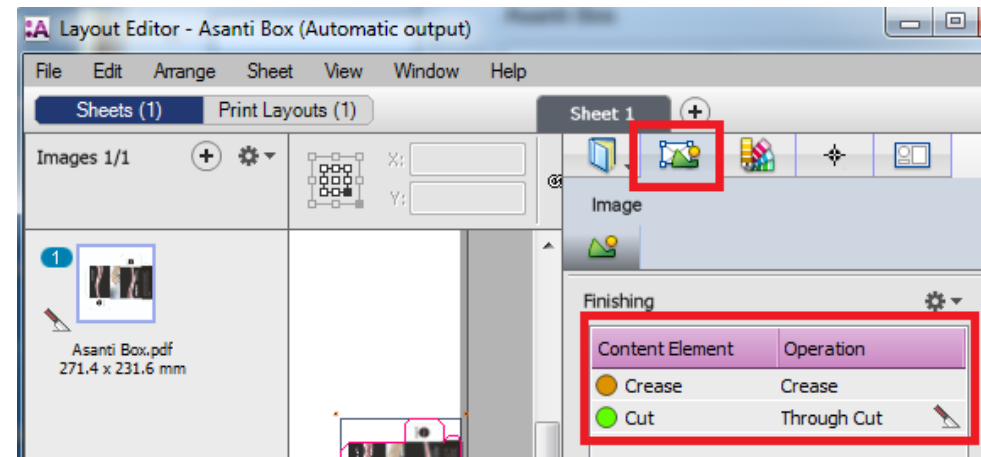 :A Layout Editor - Asanti Box (Automatic output)
File Edit Arrange Sheet View Window Help
Sheets (1) Print Layouts (1) Sheet 1
Images 1/1
X:
Y:
Image
1
Asanti Box.pdf
271.4 x 231.6 mm
Finishing
Content Element Operation
Crease Crease
Cut Through Cut